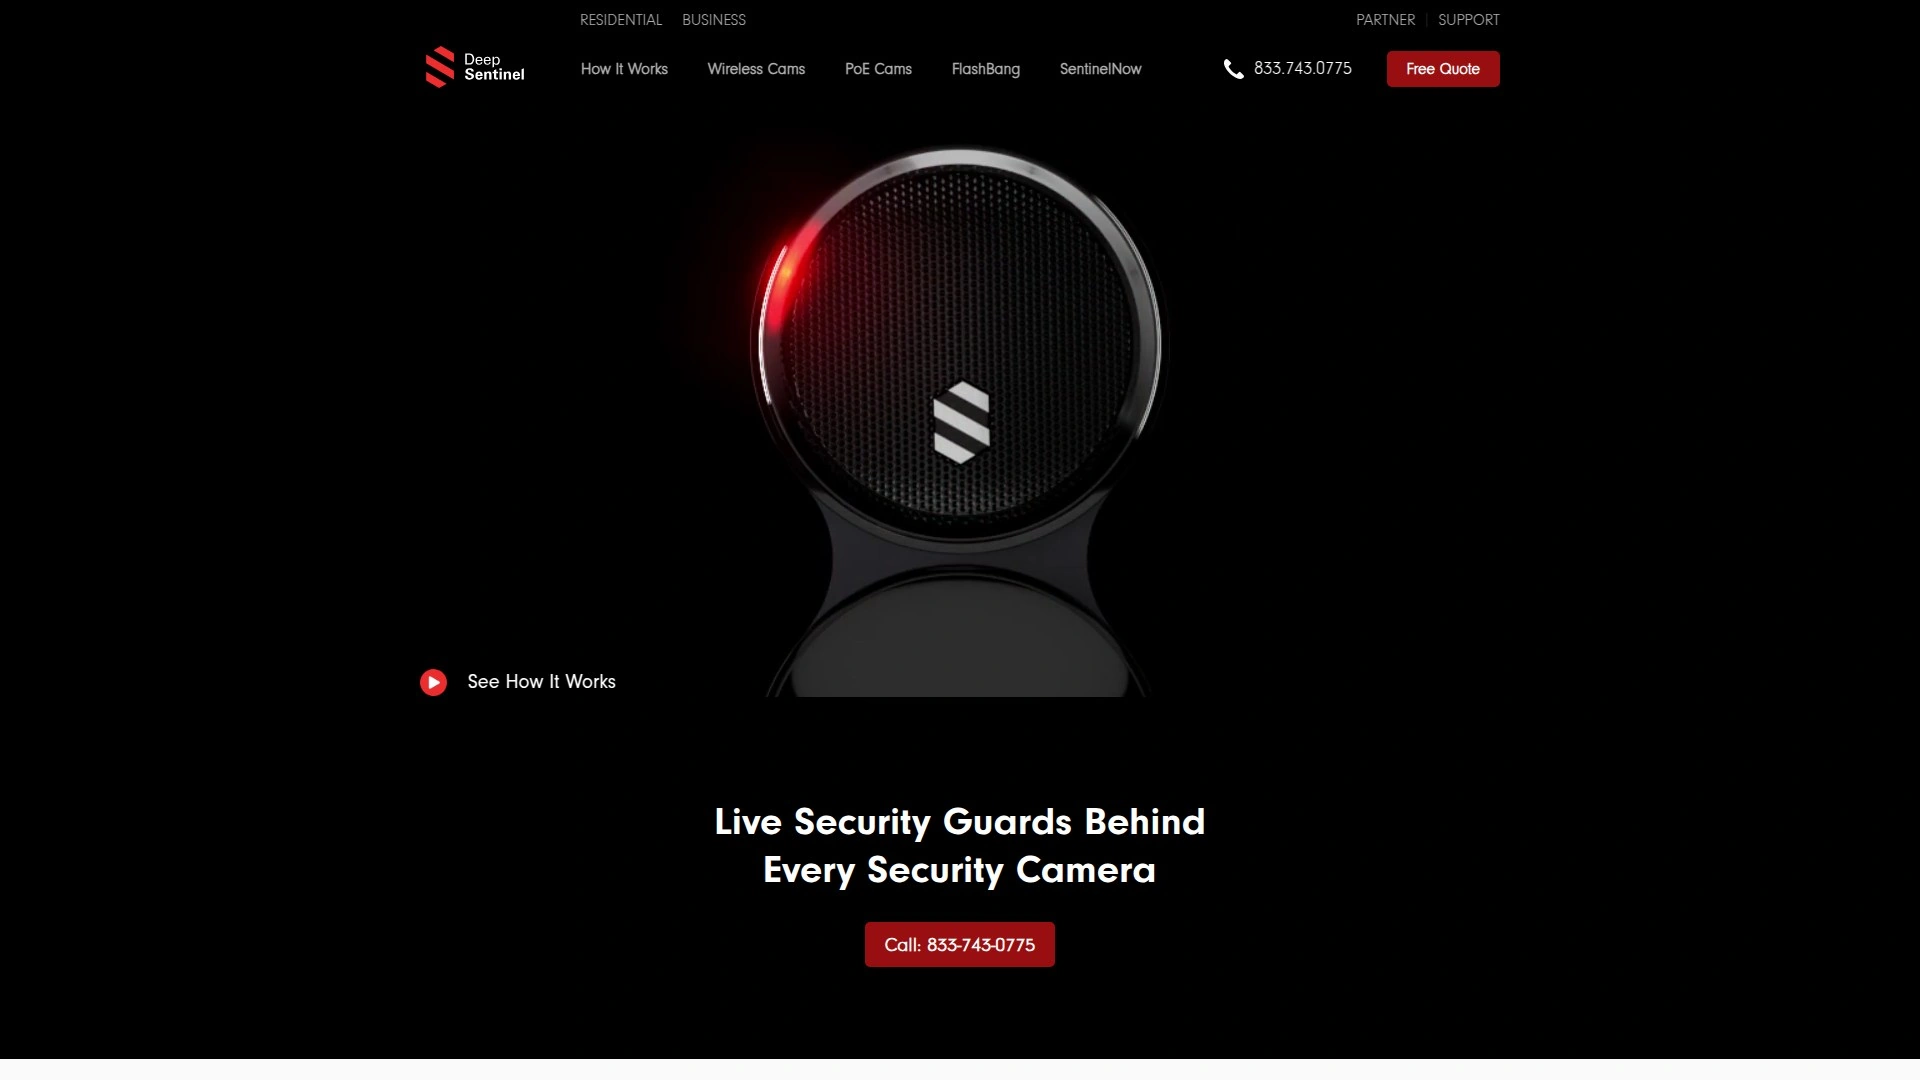 RESIDENTIAL BUSINESS PARTNER SUPPORT
Deep
Sentinel
How It Works Wireless Cams PoE Cams FlashBang SentinelNow 833.743.0775 Free Quote
See How It Works
Live Security Guards Behind
Every Security Camera
Call: 833-743-0775